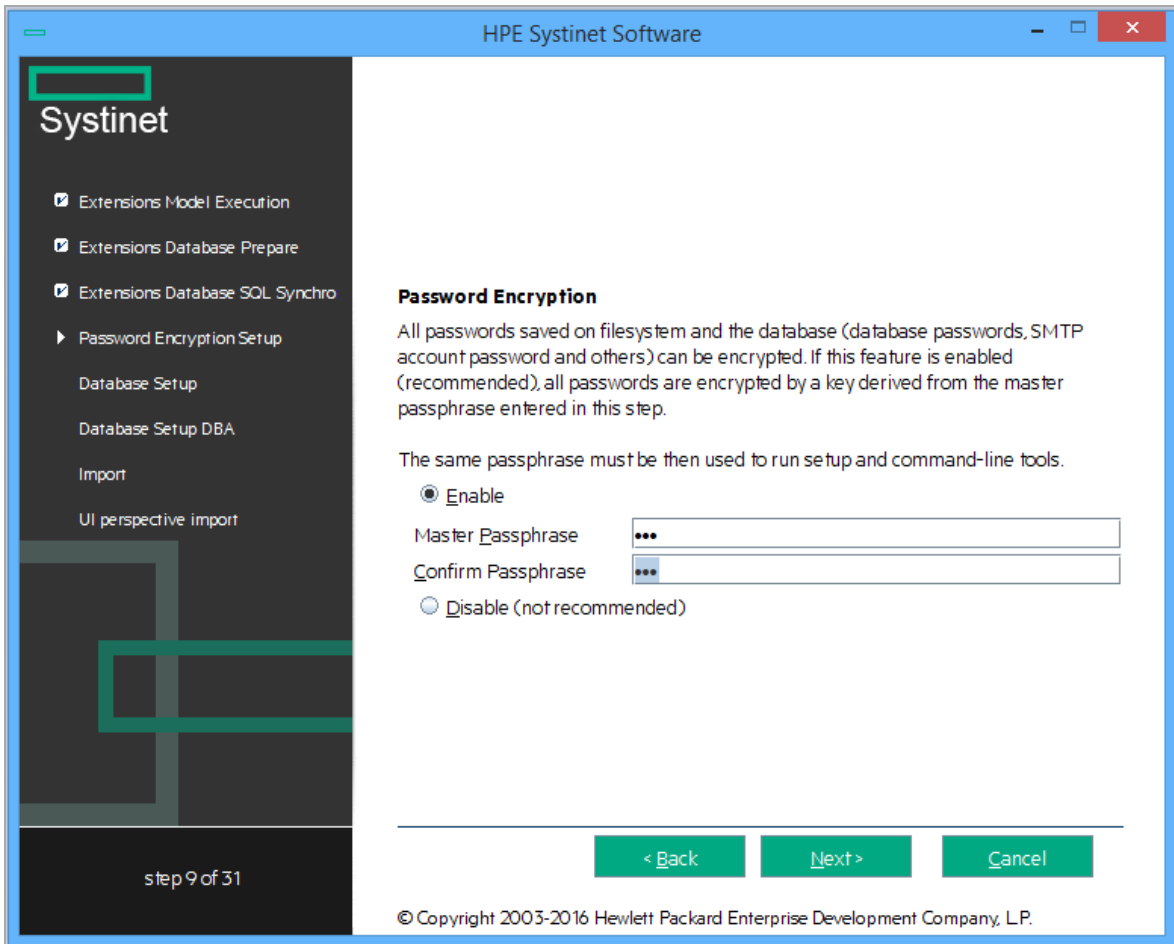 HPE Systinet Software
Systinet
Extensions Model Execution
Extensions Database Prepare
Extensions Database SQL Synchro
Password Encryption Setup
Database Setup
Database Setup DBA
Import
UI perspective import
step 9 of 31
Password Encryption
All passwords saved on filesystem and the database (database passwords, SMTP
account password and others) can be encrypted. If this feature is enabled
(recommended), all passwords are encrypted by a key derived from the master
passphrase entered in this step.
The same passphrase must be then used to run setup and command-line tools.
Enable
Master Passphrase •••
Confirm Passphrase •••
Disable (not recommended)
< Back Next > Cancel
© Copyright 2003-2016 Hewlett Packard Enterprise Development Company, L.P.